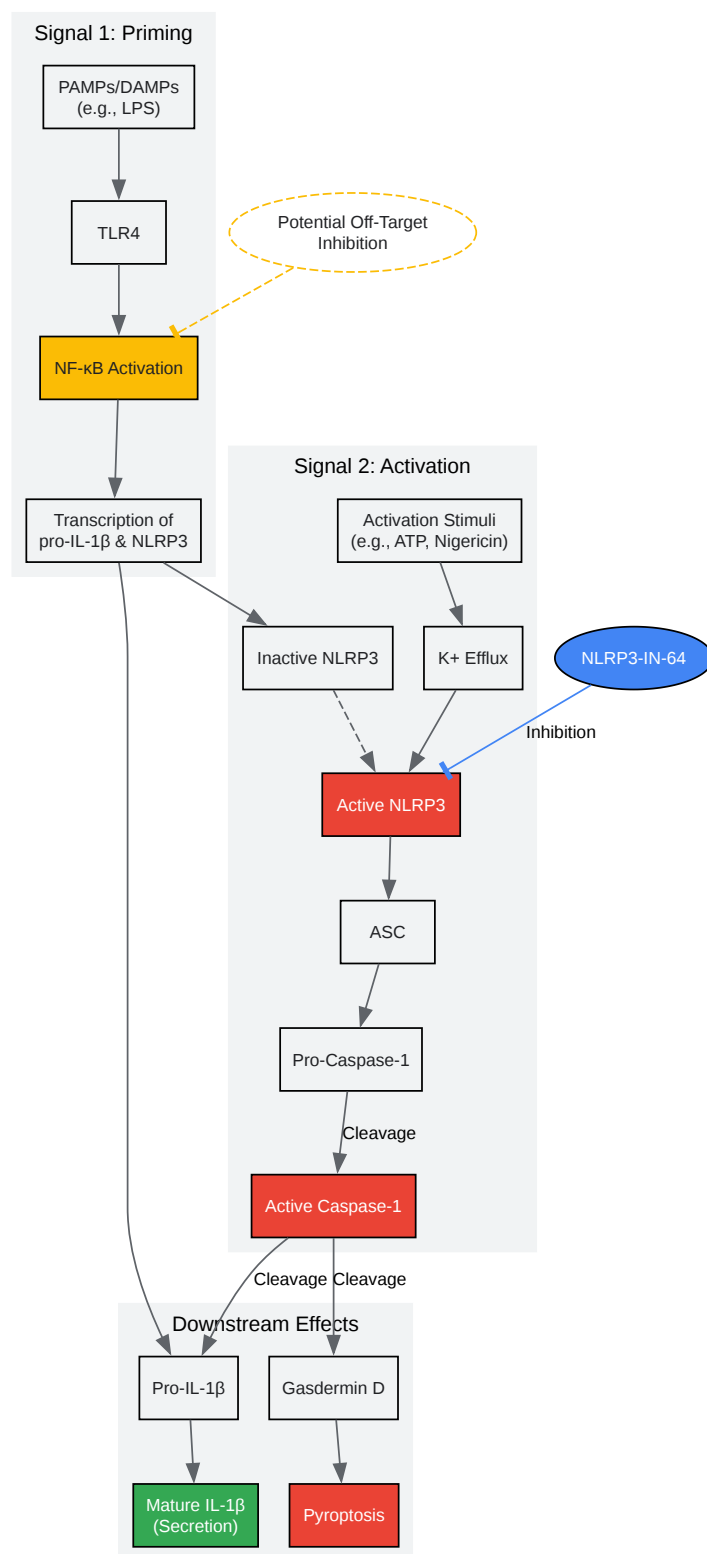 Signal 1: Priming
PAMPs/DAMPs
(e.g., LPS)
TLR4
Potential Off-Target
Inhibition
NF-κB Activation
Signal 2: Activation
Transcription of
pro-IL-1β & NLRP3
Activation Stimuli
(e.g., ATP, Nigericin)
Inactive NLRP3
K+ Efflux
NLRP3-IN-64
Inhibition
Active NLRP3
ASC
Pro-Caspase-1
Cleavage
Active Caspase-1
Cleavage
Cleavage
Downstream Effects
Pro-IL-1β
Gasdermin D
Mature IL-1β
(Secretion)
Pyroptosis